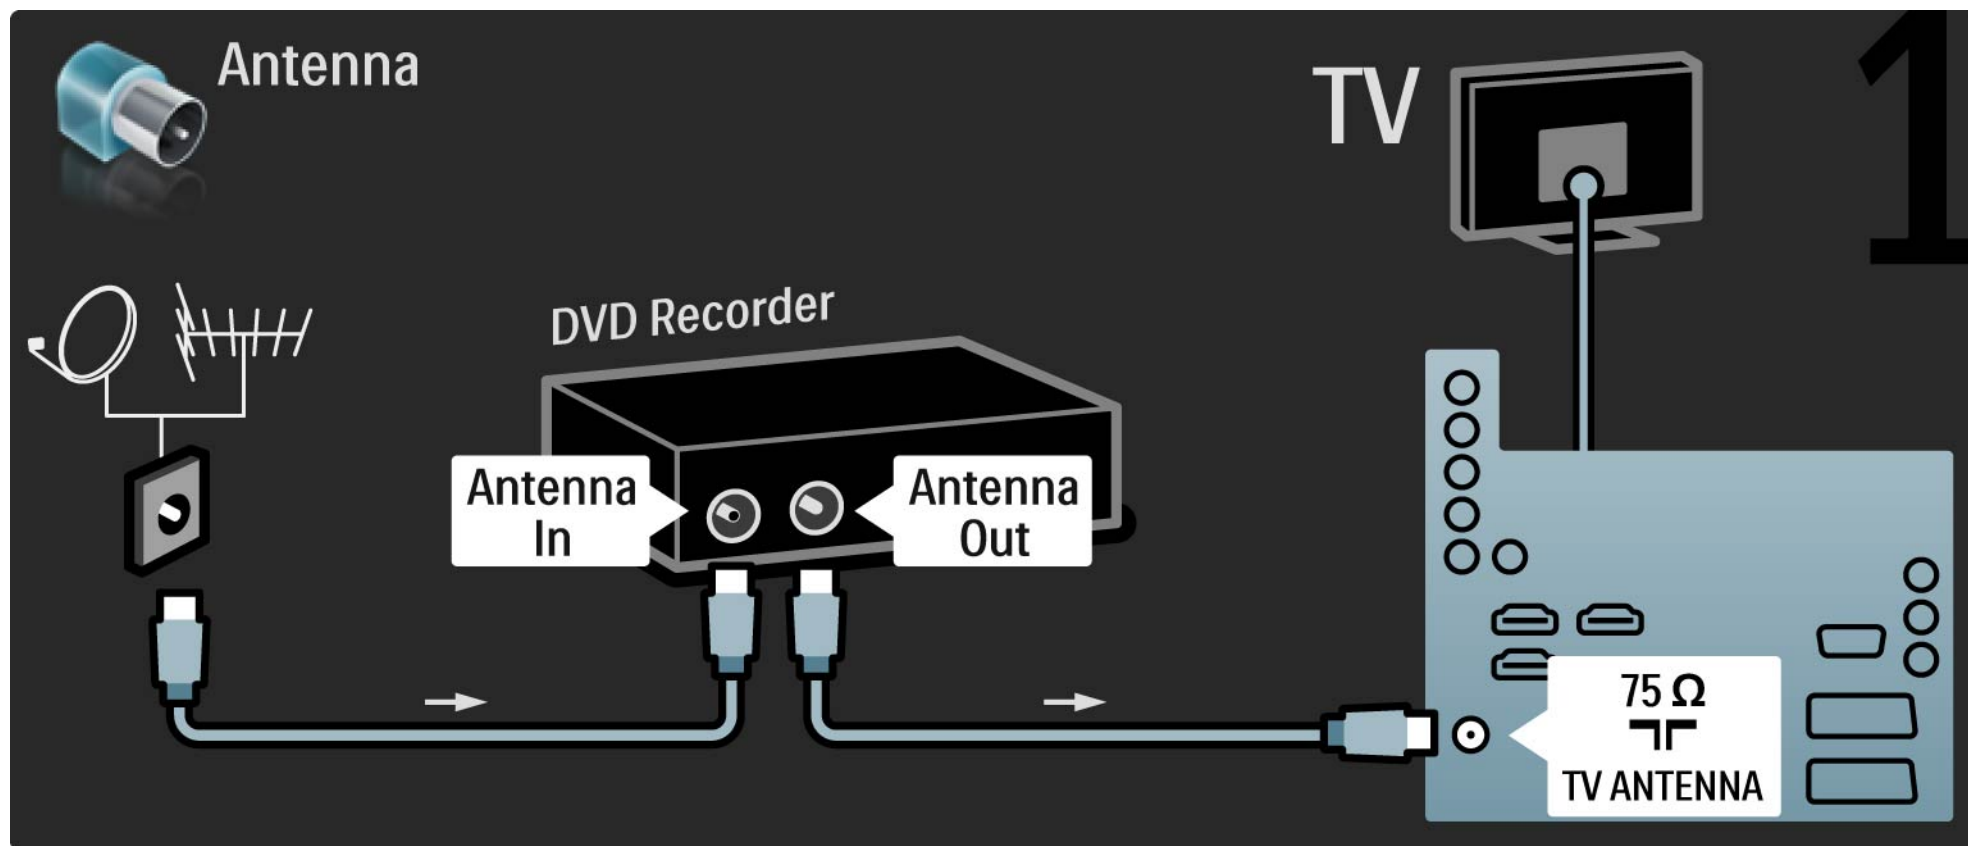 Antenna
TV
1
DVD Recorder
Antenna
In
Antenna
Out
75 Ω
TV ANTENNA